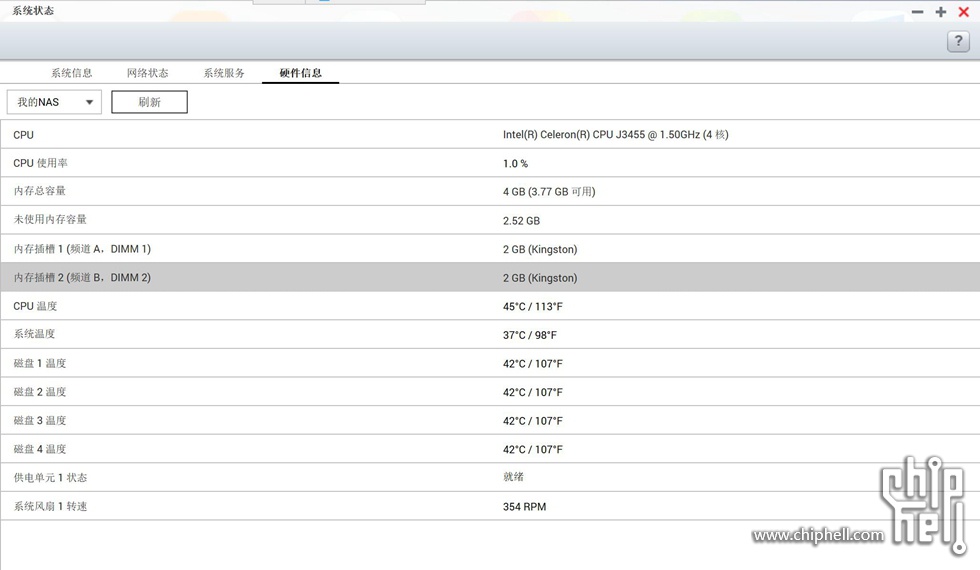 系统状态
?
系统信息 网络状态 系统服务 硬件信息
我的NAS 刷新
CPU Intel(R) Celeron(R) CPU J3455 @ 1.50GHz (4 核)
CPU 使用率 1.0 %
内存总容量 4 GB (3.77 GB 可用)
未使用内存容量 2.52 GB
内存插槽 1 (频道 A，DIMM 1) 2 GB (Kingston)
内存插槽 2 (频道 B，DIMM 2) 2 GB (Kingston)
CPU 温度 45°C / 113°F
系统温度 37°C / 98°F
磁盘 1 温度 42°C / 107°F
磁盘 2 温度 42°C / 107°F
磁盘 3 温度 42°C / 107°F
磁盘 4 温度 42°C / 107°F
供电单元 1 状态 就绪
系统风扇 1 转速 354 RPM
chip
hell
www.chiphell.com